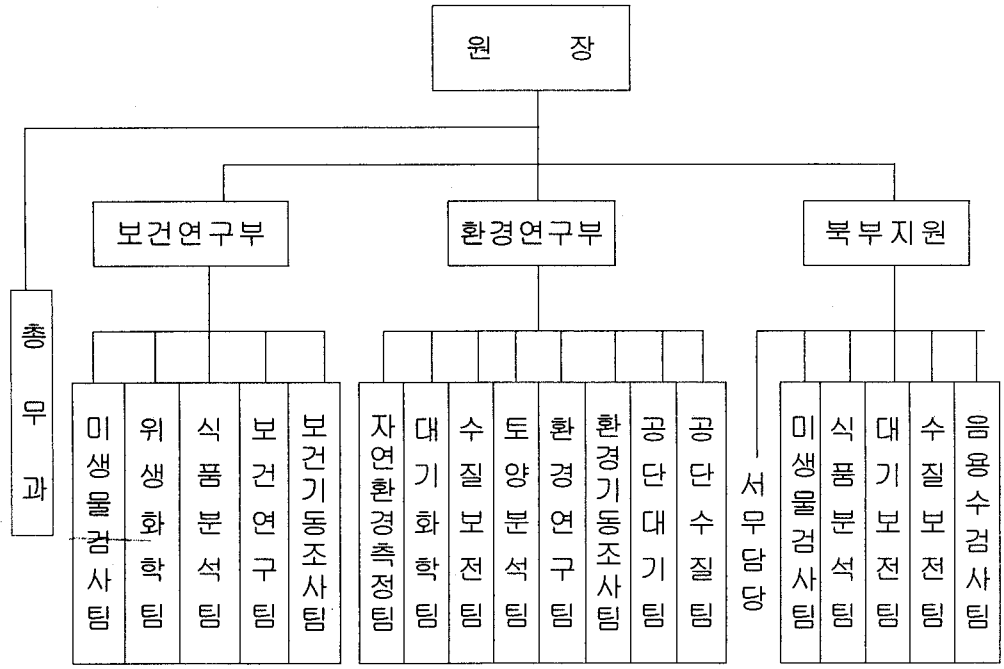 원 장
보건연구부
환경연구부
북부지원
총무과
미생물검사팀
위생화학팀
식품분석팀
보건연구팀
보건기동조사팀
자연환경측정팀
대기화학팀
수질보전팀
토양분석팀
환경연구팀
환경기동조사팀
공단대기팀
공단수질팀
서무담당
미생물검사팀
식품분석팀
대기보전팀
수질보전팀
음용수검사팀